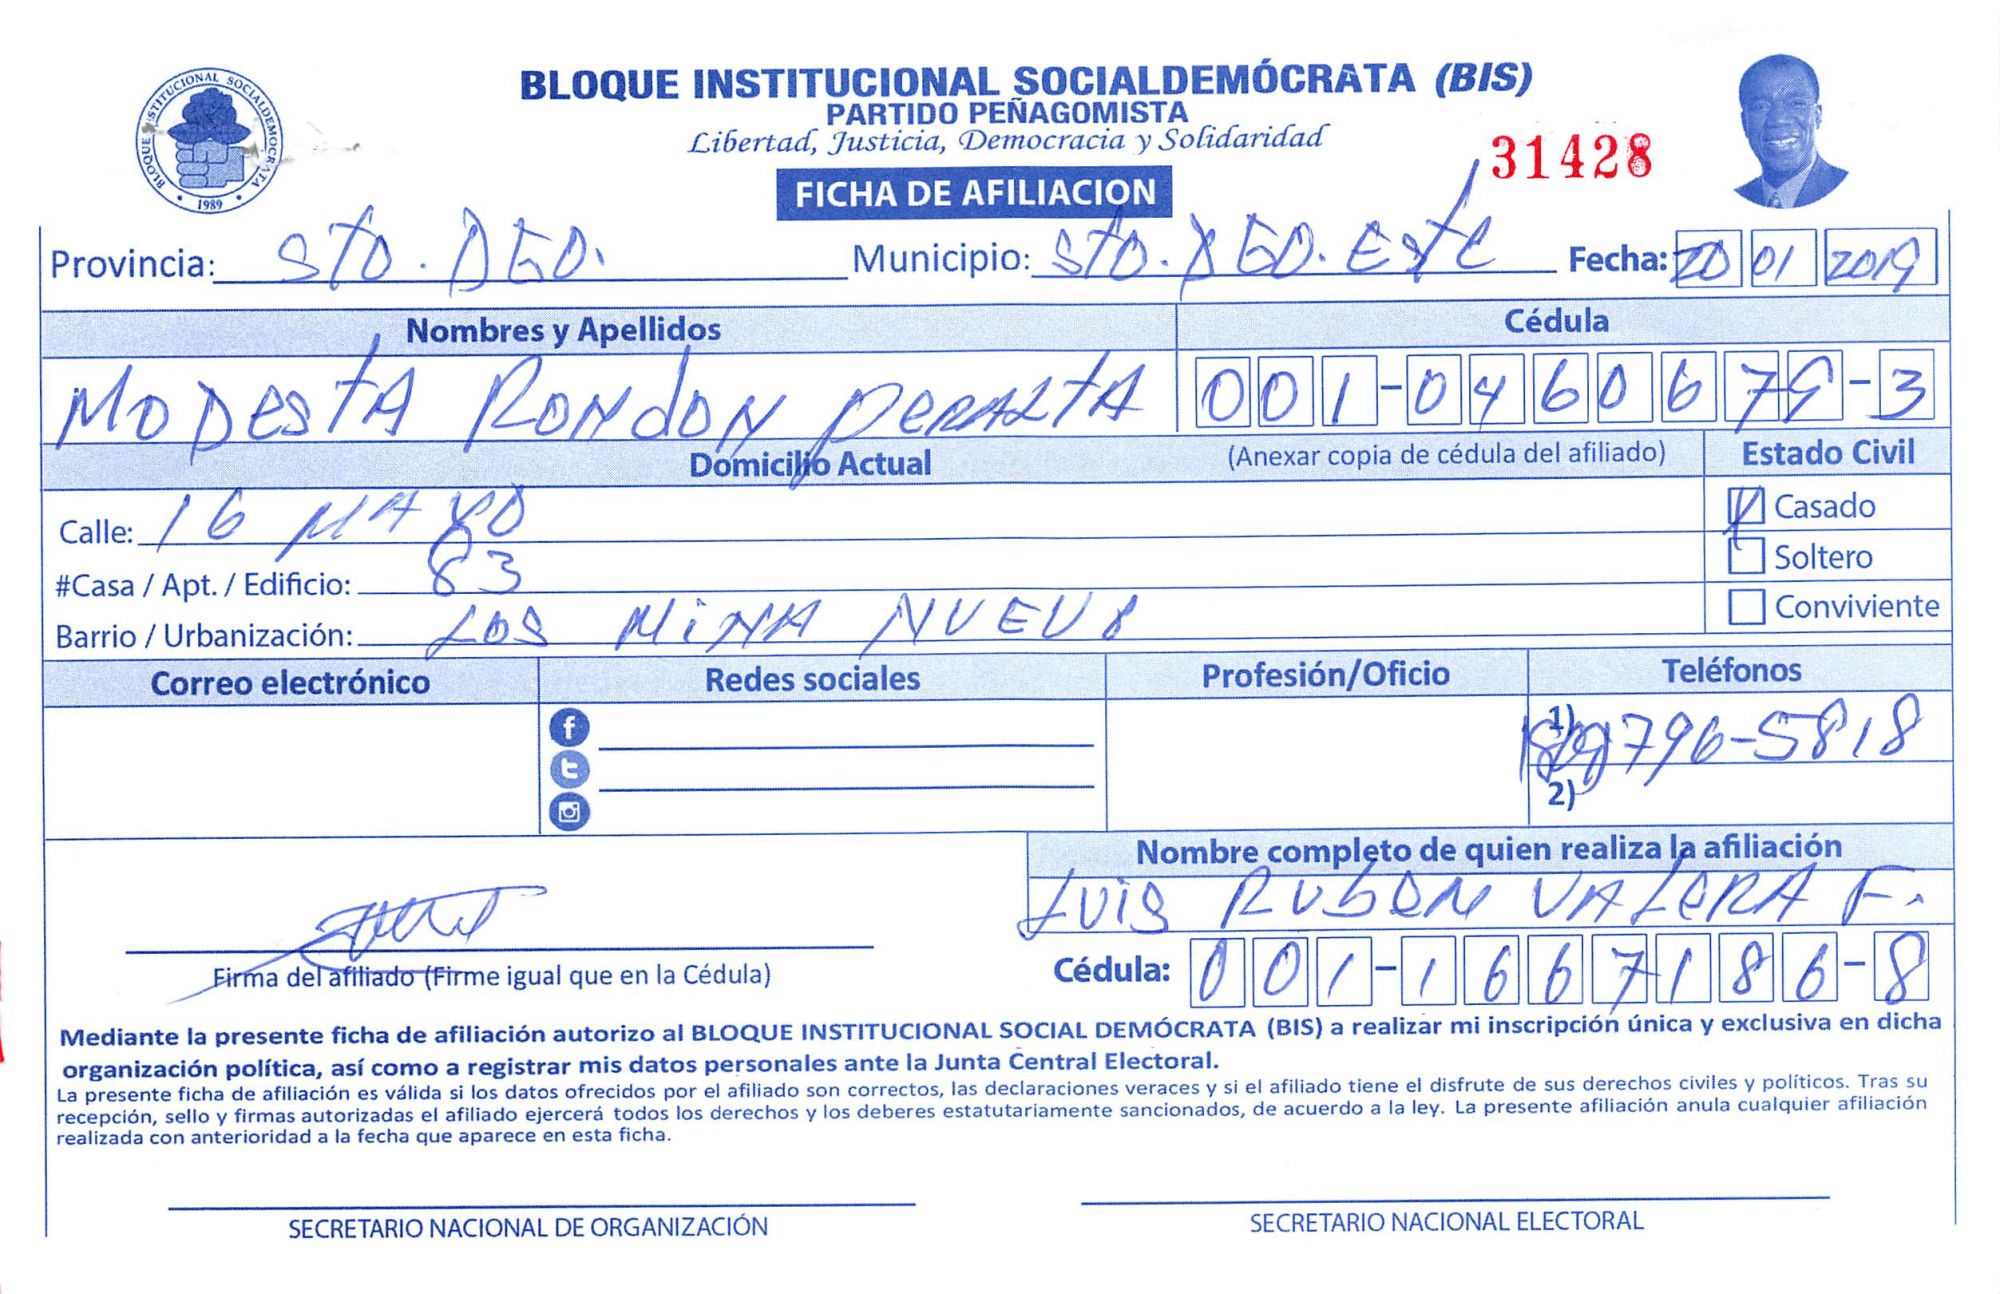 BLOQUE INSTITUCIONAL SOCIALDEMOCRATA
1989
BLOQUE INSTITUCIONAL SOCIALDEMÓCRATA (BIS)
PARTIDO PEÑAGOMISTA
Libertad, Justicia, Democracia y Solidaridad
31428
FICHA DE AFILIACION
Provincia: STO. DGO. Municipio: STO. DGO. ESTE Fecha: 20 01 2019
Nombres y Apellidos Cédula
MODESTA RONDON PERALTA 001-0460679-3
Domicilio Actual (Anexar copia de cédula del afiliado) Estado Civil
Calle: 16 MAYO Casado
#Casa / Apt. / Edificio: 83 Soltero
Barrio / Urbanización: LOS MINA NUEVO Conviviente
Correo electrónico Redes sociales Profesión/Oficio Teléfonos
1) 829 796-5818
2)
Nombre completo de quien realiza la afiliación
LUIS RUBEN VALERA F.
Firma del afiliado (Firme igual que en la Cédula) Cédula: 001-1667186-8
Mediante la presente ficha de afiliación autorizo al BLOQUE INSTITUCIONAL SOCIAL DEMÓCRATA (BIS) a realizar mi inscripción única y exclusiva en dicha
organización política, así como a registrar mis datos personales ante la Junta Central Electoral.
La presente ficha de afiliación es válida si los datos ofrecidos por el afiliado son correctos, las declaraciones veraces y si el afiliado tiene el disfrute de sus derechos civiles y políticos. Tras su
recepción, sello y firmas autorizadas el afiliado ejercerá todos los derechos y los deberes estatutariamente sancionados, de acuerdo a la ley. La presente afiliación anula cualquier afiliación
realizada con anterioridad a la fecha que aparece en esta ficha.
SECRETARIO NACIONAL DE ORGANIZACIÓN SECRETARIO NACIONAL ELECTORAL